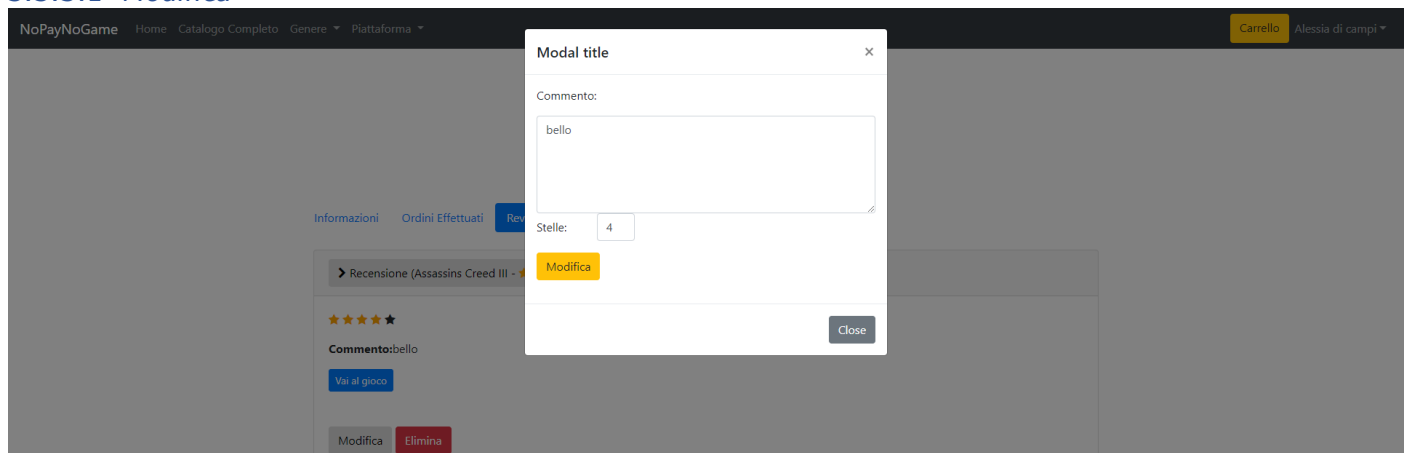 NoPayNoGame Home Catalogo Completo Genere Piattaforma Carrello Alessia di campi
Modal title ×
Commento:
bello
Informazioni Ordini Effettuati Rev
Stelle: 4
Modifica
Recensione (Assassins Creed III -
Close
Commento:bello
Vai al gioco
Modifica Elimina